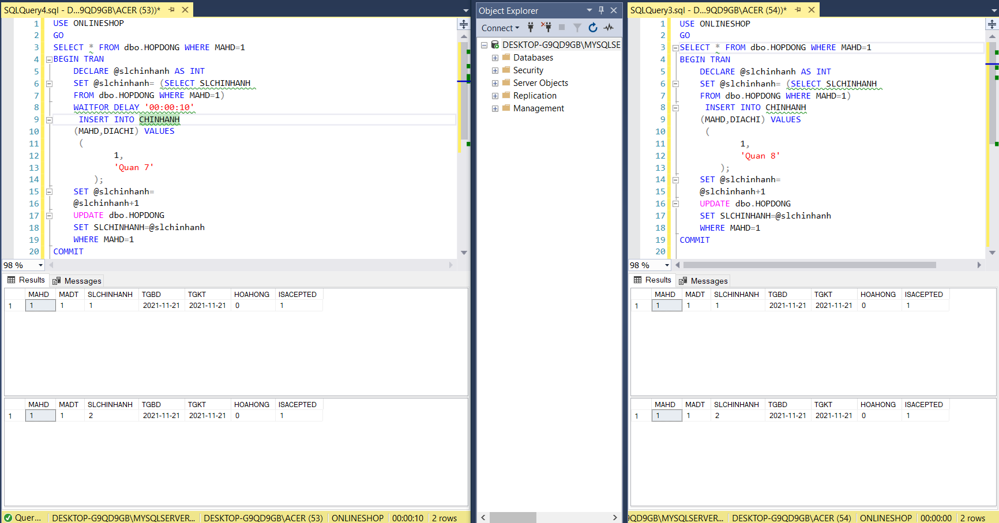 SQLQuery4.sql - D...9QD9GB\ACER (53))*
1 USE ONLINESHOP
2 GO
3 SELECT * FROM dbo.HOPDONG WHERE MAHD=1
4 BEGIN TRAN
5 DECLARE @slchinhanh AS INT
6 SET @slchinhanh= (SELECT SLCHINHANH
7 FROM dbo.HOPDONG WHERE MAHD=1)
8 WAITFOR DELAY '00:00:10'
9 INSERT INTO CHINHANH
10 (MAHD,DIACHI) VALUES
11 (
12 1,
13 'Quan 7'
14 );
15 SET @slchinhanh=
16 @slchinhanh+1
17 UPDATE dbo.HOPDONG
18 SET SLCHINHANH=@slchinhanh
19 WHERE MAHD=1
20 COMMIT
98 %
Results Messages
MAHD MADT SLCHINHANH TGBD TGKT HOAHONG ISACEPTED
1 1 1 1 2021-11-21 2021-11-21 0 1
MAHD MADT SLCHINHANH TGBD TGKT HOAHONG ISACEPTED
1 1 1 2 2021-11-21 2021-11-21 0 1
Quer... DESKTOP-G9QD9GB\MYSQLSERVER... DESKTOP-G9QD9GB\ACER (53) ONLINESHOP 00:00:10 2 rows
Object Explorer
Connect
DESKTOP-G9QD9GB\MYSQLSE
Databases
Security
Server Objects
Replication
Management
SQLQuery3.sql - D...9QD9GB\ACER (54))*
1 USE ONLINESHOP
2 GO
3 SELECT * FROM dbo.HOPDONG WHERE MAHD=1
4 BEGIN TRAN
5 DECLARE @slchinhanh AS INT
6 SET @slchinhanh= (SELECT SLCHINHANH
7 FROM dbo.HOPDONG WHERE MAHD=1)
8 INSERT INTO CHINHANH
9 (MAHD,DIACHI) VALUES
10 (
11 1,
12 'Quan 8'
13 );
14 SET @slchinhanh=
15 @slchinhanh+1
16 UPDATE dbo.HOPDONG
17 SET SLCHINHANH=@slchinhanh
18 WHERE MAHD=1
19 COMMIT
20
98 %
Results Messages
MAHD MADT SLCHINHANH TGBD TGKT HOAHONG ISACEPTED
1 1 1 1 2021-11-21 2021-11-21 0 1
MAHD MADT SLCHINHANH TGBD TGKT HOAHONG ISACEPTED
1 1 1 2 2021-11-21 2021-11-21 0 1
QD9GB\MYSQLSERVER... DESKTOP-G9QD9GB\ACER (54) ONLINESHOP 00:00:00 2 rows